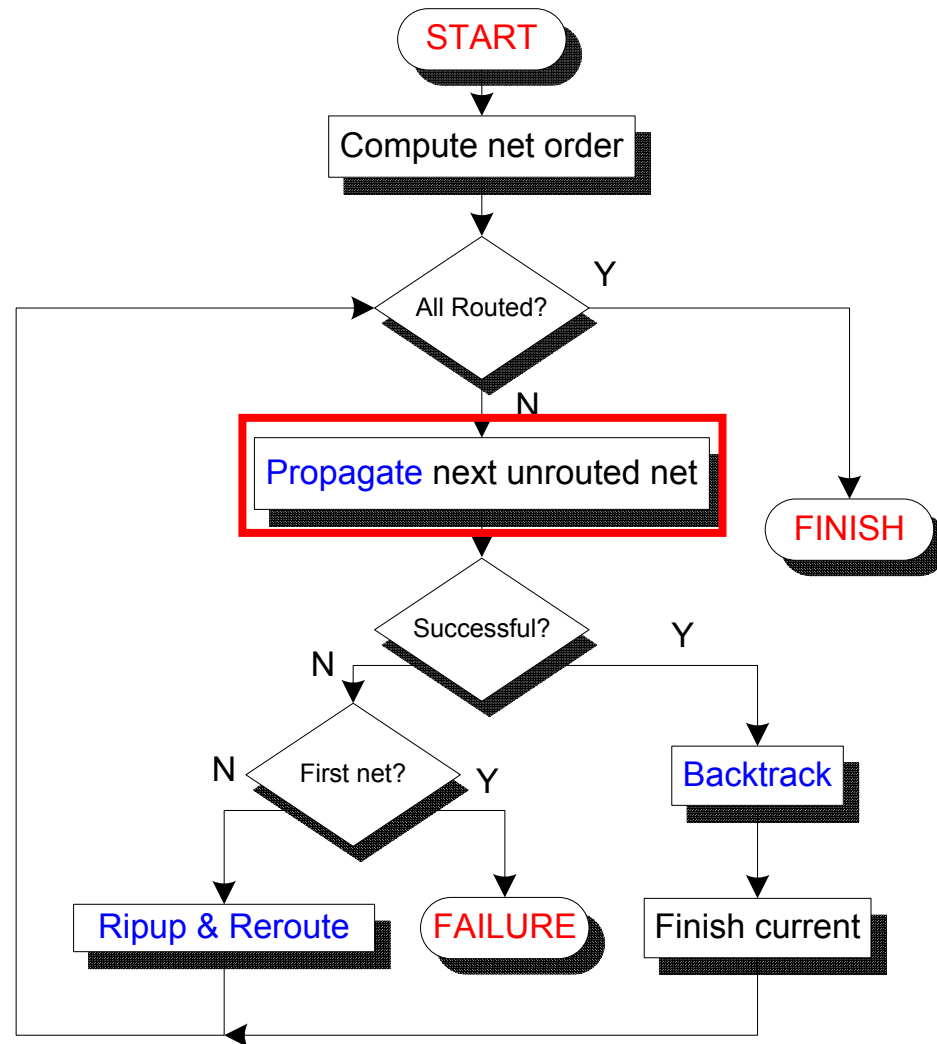 START
Compute net order
Y
All Routed?
N
Propagate next unrouted net
FINISH
Successful?
N
Y
N
First net?
Y
Backtrack
Ripup & Reroute
FAILURE
Finish current